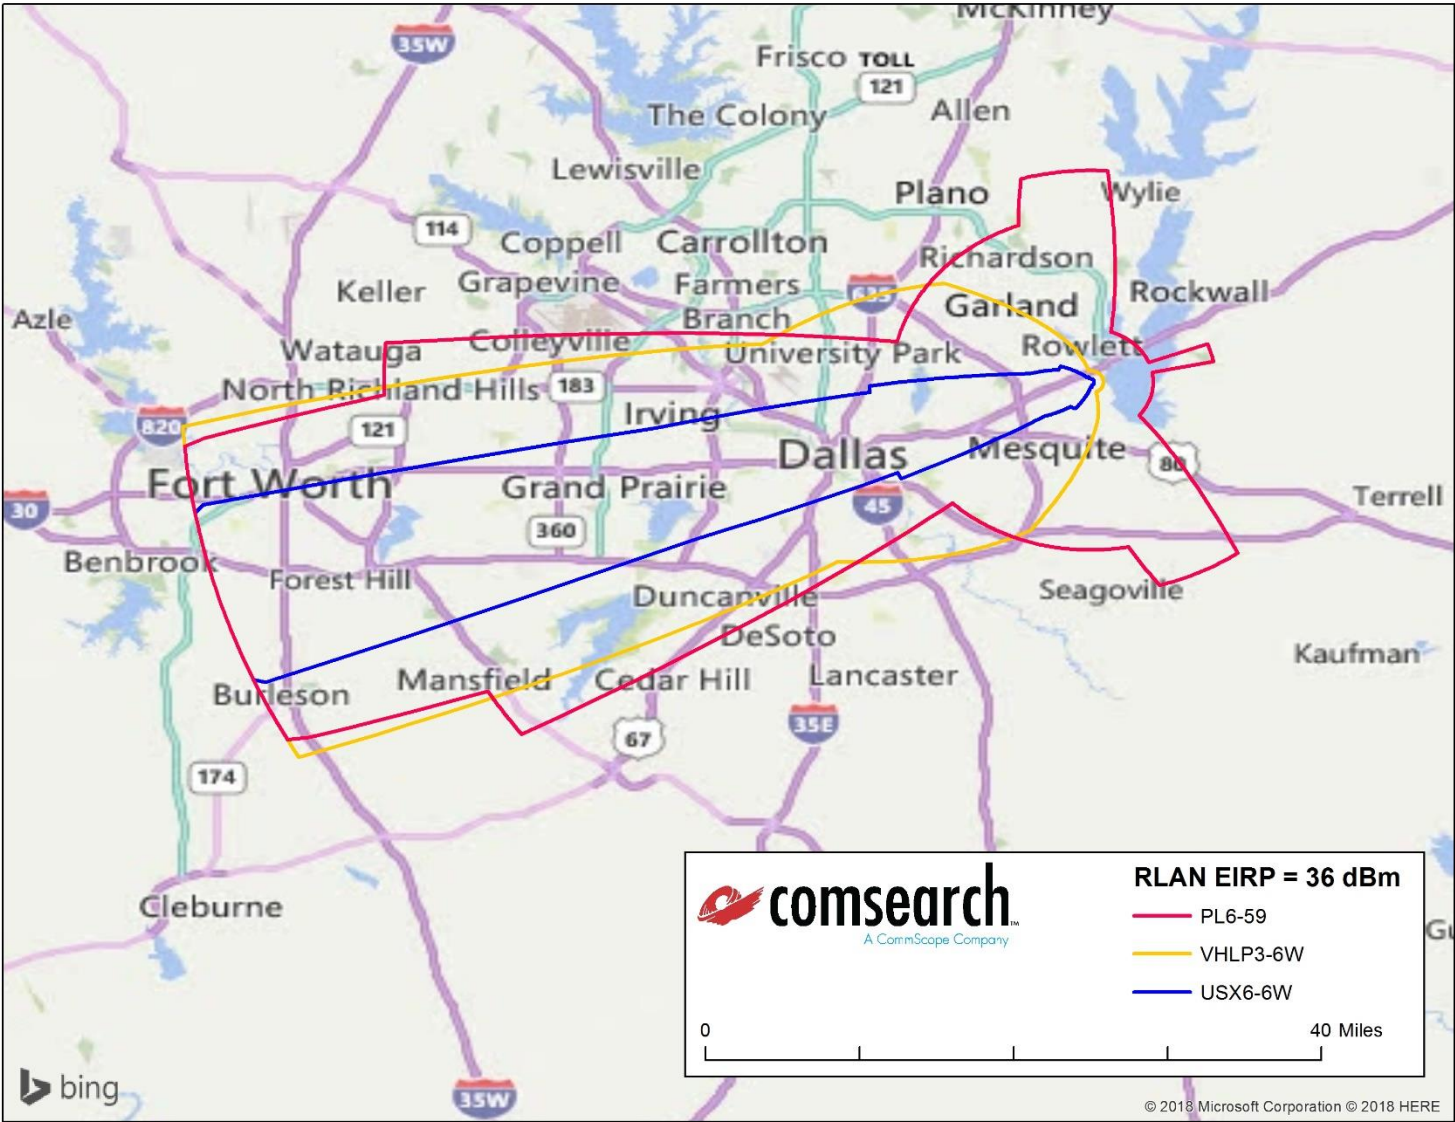 McKinney
35W
Frisco TOLL
121
Allen
The Colony
Lewisville
Plano
Wylie
114
Coppell
Carrollton
Richardson
Keller
Grapevine
Farmers
Branch
Garland
Rockwall
Azle
Watauga
Colleyville
University Park
Rowlett
North Richland Hills
183
820
121
Irving
Dallas
Mesquite
80
Fort Worth
Grand Prairie
45
Terrell
30
360
Benbrook
Forest Hill
Duncanville
Seagoville
DeSoto
Kaufman
Burleson
Mansfield
Cedar Hill
Lancaster
67
35E
174
Cleburne
comsearch™
A CommScope Company
RLAN EIRP = 36 dBm
PL6-59
VHLP3-6W
USX6-6W
0
40 Miles
bing
35W
© 2018 Microsoft Corporation © 2018 HERE